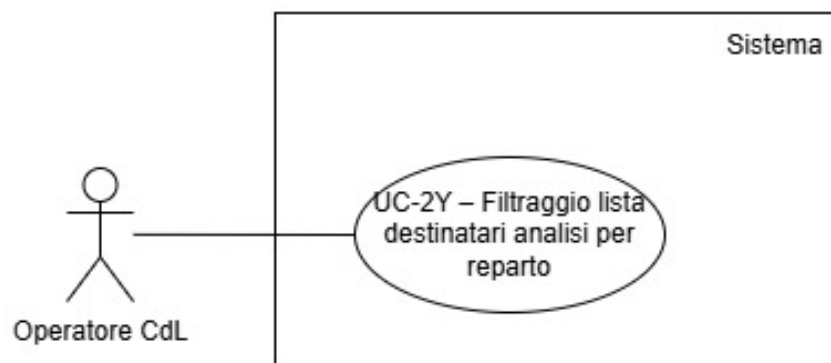 Sistema
UC-2Y – Filtraggio lista
destinatari analisi per
reparto
Operatore CdL